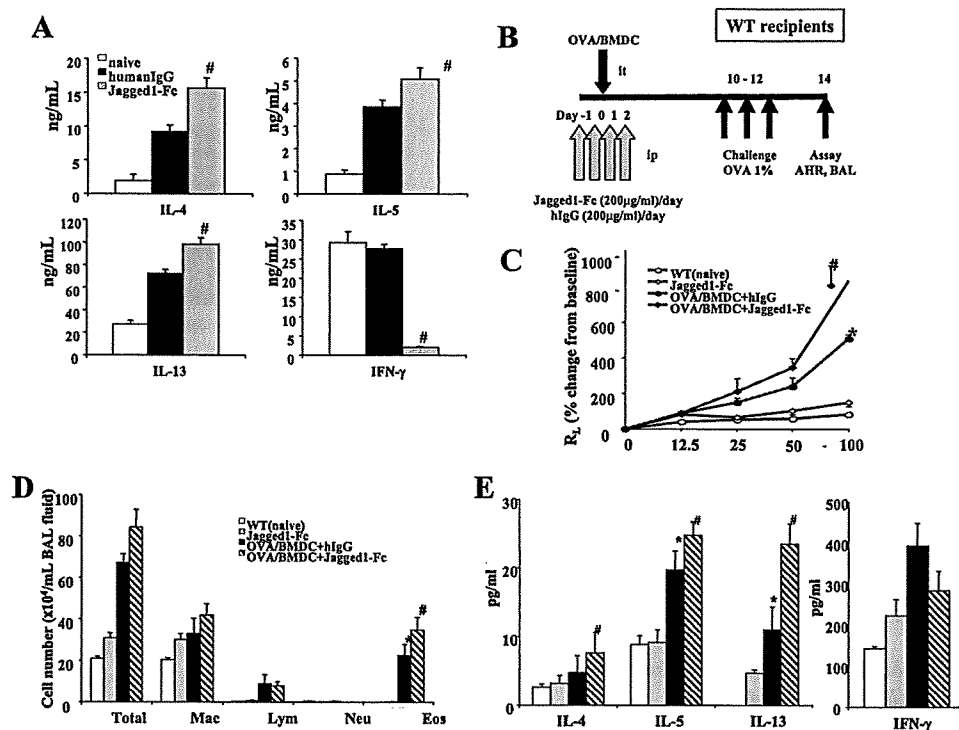 A
naive
humanIgG
Jagged1-Fc
ng/mL
20
15
10
5
0
#
IL-4
ng/mL
6
5
4
3
2
1
0
#
IL-5
ng/mL
120
100
80
60
40
20
0
#
IL-13
ng/mL
35
30
25
20
15
10
5
0
#
IFN-γ
B
WT recipients
OVA/BMDC
it
10 - 12
14
Day -1 0 1 2
ip
Challenge
OVA 1%
Assay
AHR, BAL
Jagged1-Fc (200µg/ml)/day
hIgG (200µg/ml)/day
C
WT(naive)
Jagged1-Fc
OVA/BMDC+hIgG
OVA/BMDC+Jagged1-Fc
RL (% change from baseline)
1000
800
600
400
200
0
#
*
0 12.5 25 50 100
D
Cell number (x10⁴/mL BAL fluid)
100
80
60
40
20
0
WT(naive)
Jagged1-Fc
OVA/BMDC+hIgG
OVA/BMDC+Jagged1-Fc
* #
Total Mac Lym Neu Eos
E
pg/ml
30
20
10
0
# * # * #
IL-4 IL-5 IL-13
pg/ml
500
400
300
200
100
0
IFN-γ